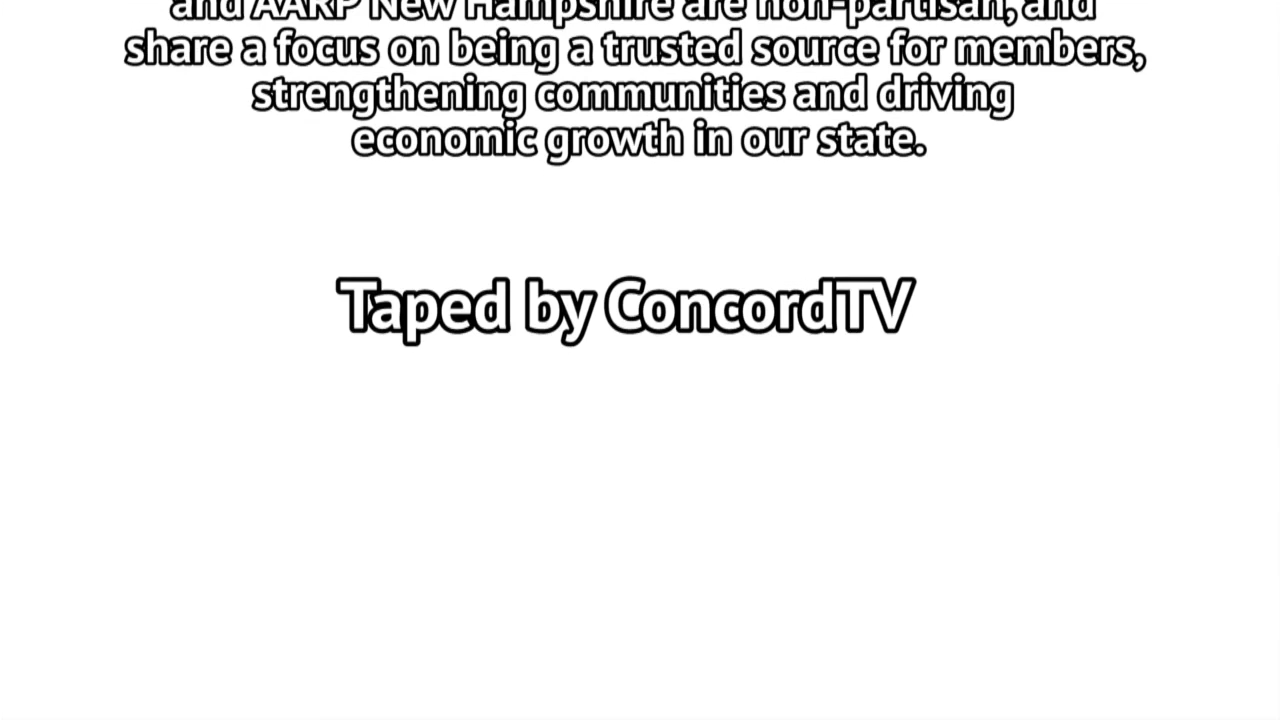 and AARP New Hampshire are non-partisan, and
share a focus on being a trusted source for members,
strengthening communities and driving
economic growth in our state.
Taped by ConcordTV